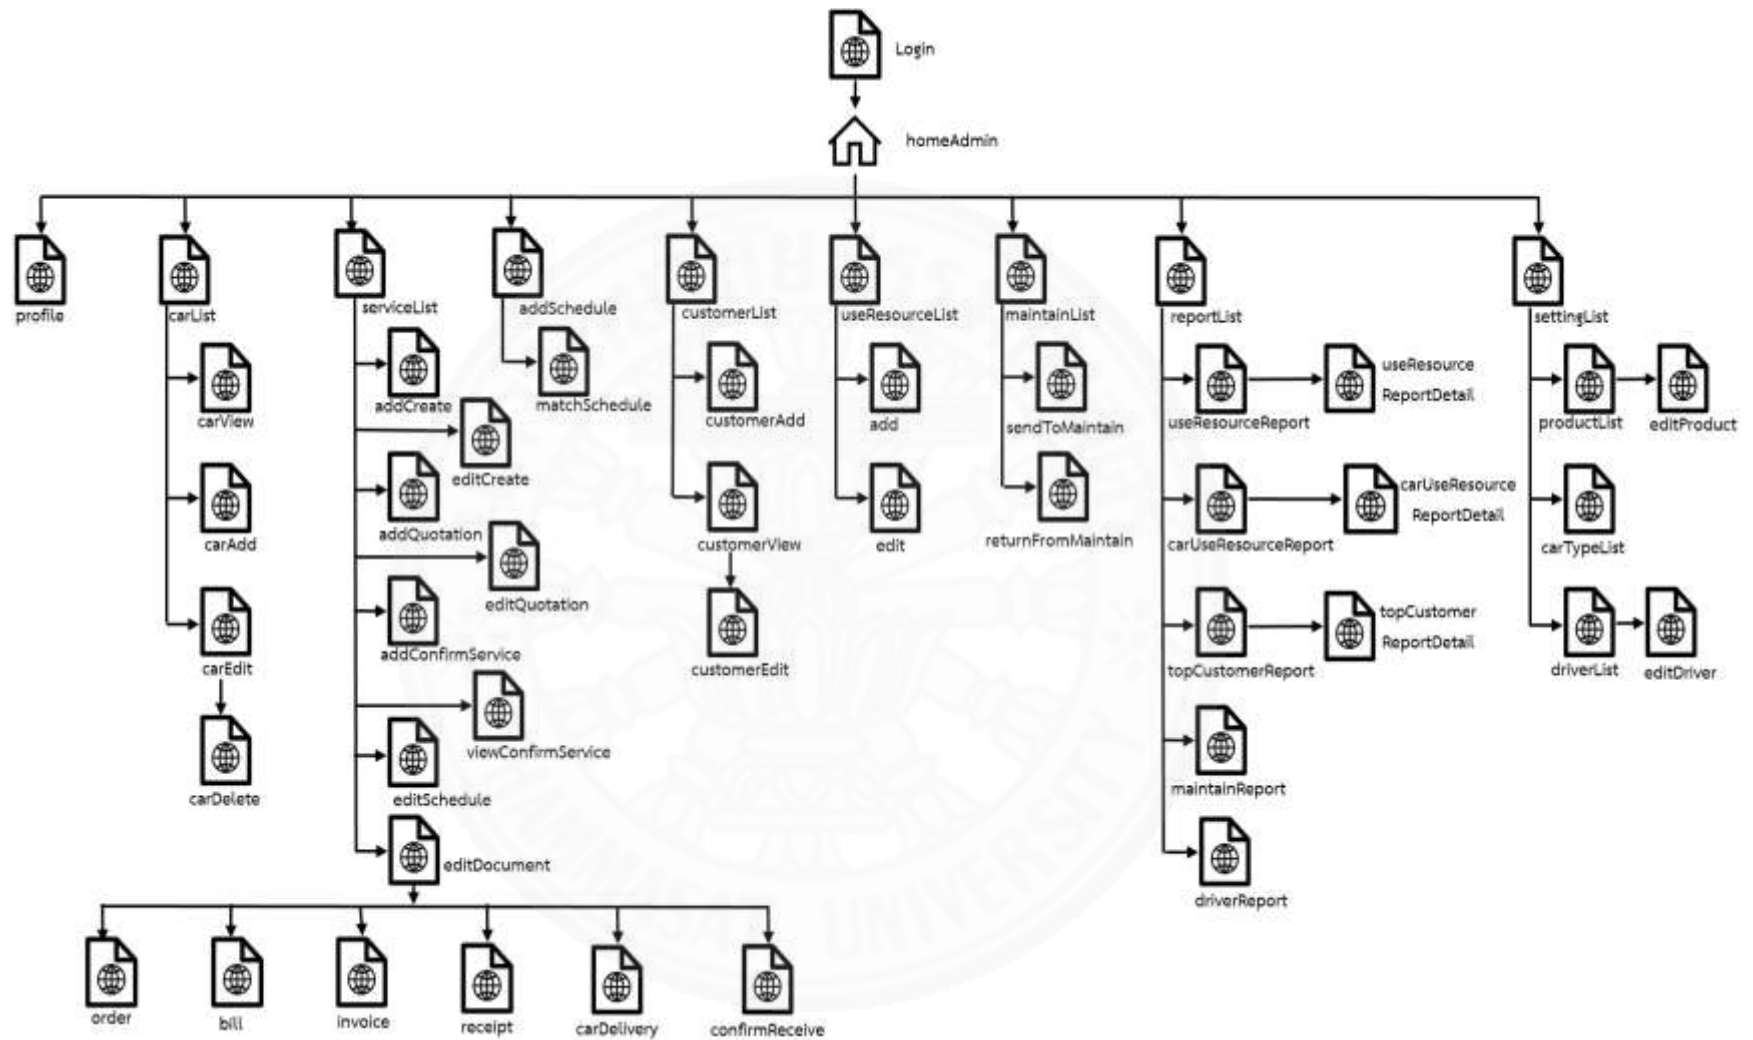 Login
homeAdmin
profile
carList
serviceList
addSchedule
customerList
useResourceList
maintainList
reportList
settingList
carView
addCreate
matchSchedule
customerAdd
add
sendToMaintain
useResourceReport
useResource
ReportDetail
productList
editProduct
editCreate
carAdd
addQuotation
customerView
edit
returnFromMaintain
carUseResourceReport
carUseResource
ReportDetail
carTypeList
editQuotation
carEdit
addConfirmService
customerEdit
topCustomerReport
topCustomer
ReportDetail
driverList
editDriver
carDelete
viewConfirmService
editSchedule
maintainReport
editDocument
driverReport
order
bill
invoice
receipt
carDelivery
confirmReceive
UNIVERSITY